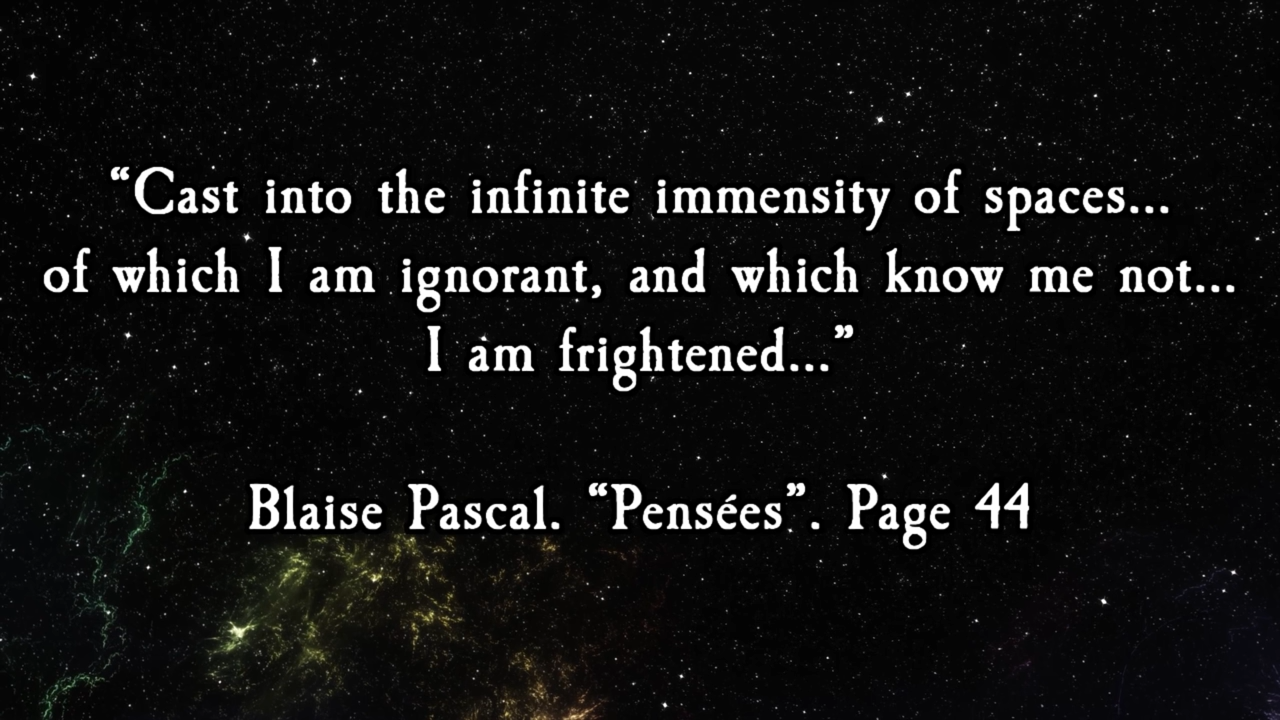 “Cast into the infinite immensity of spaces...
of which I am ignorant, and which know me not...
I am frightened...”
Blaise Pascal. “Pensées”. Page 44